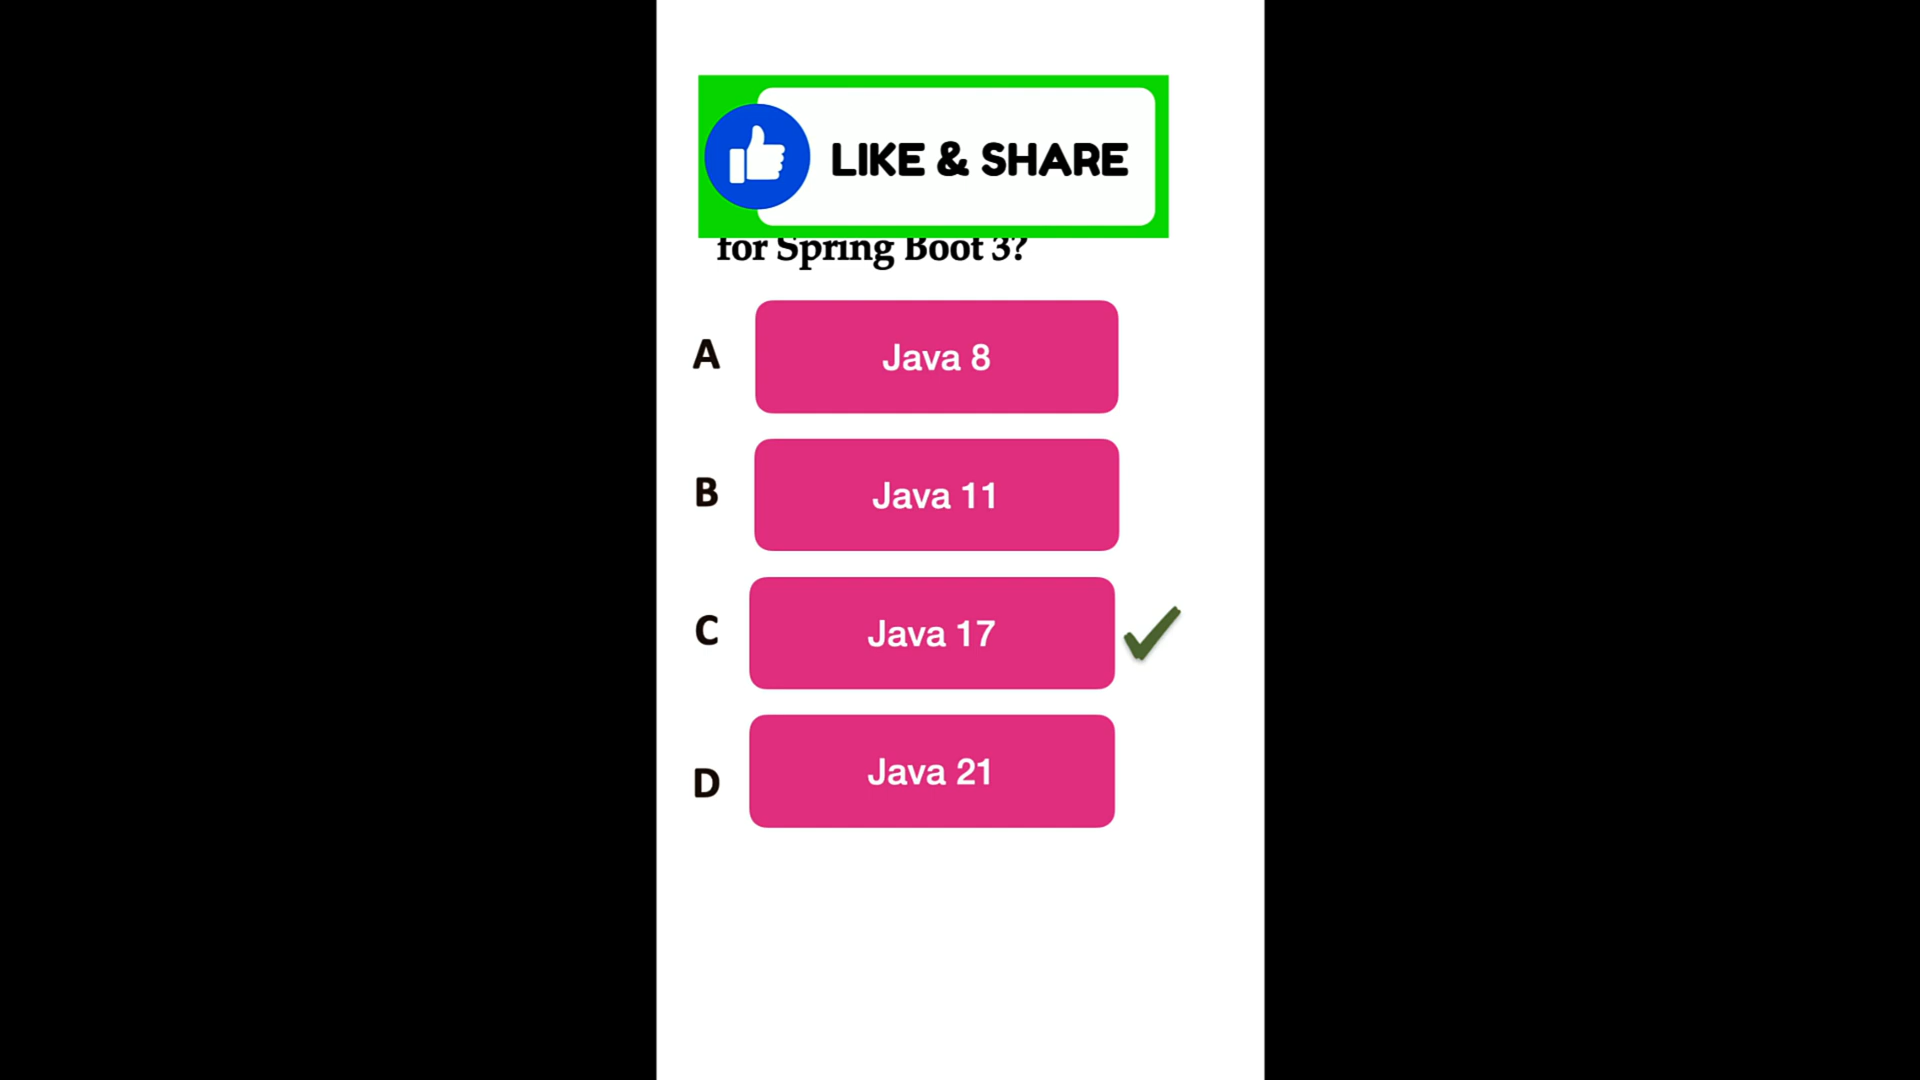 LIKE & SHARE
for Spring Boot 3?
A
Java 8
B
Java 11
C
Java 17
D
Java 21